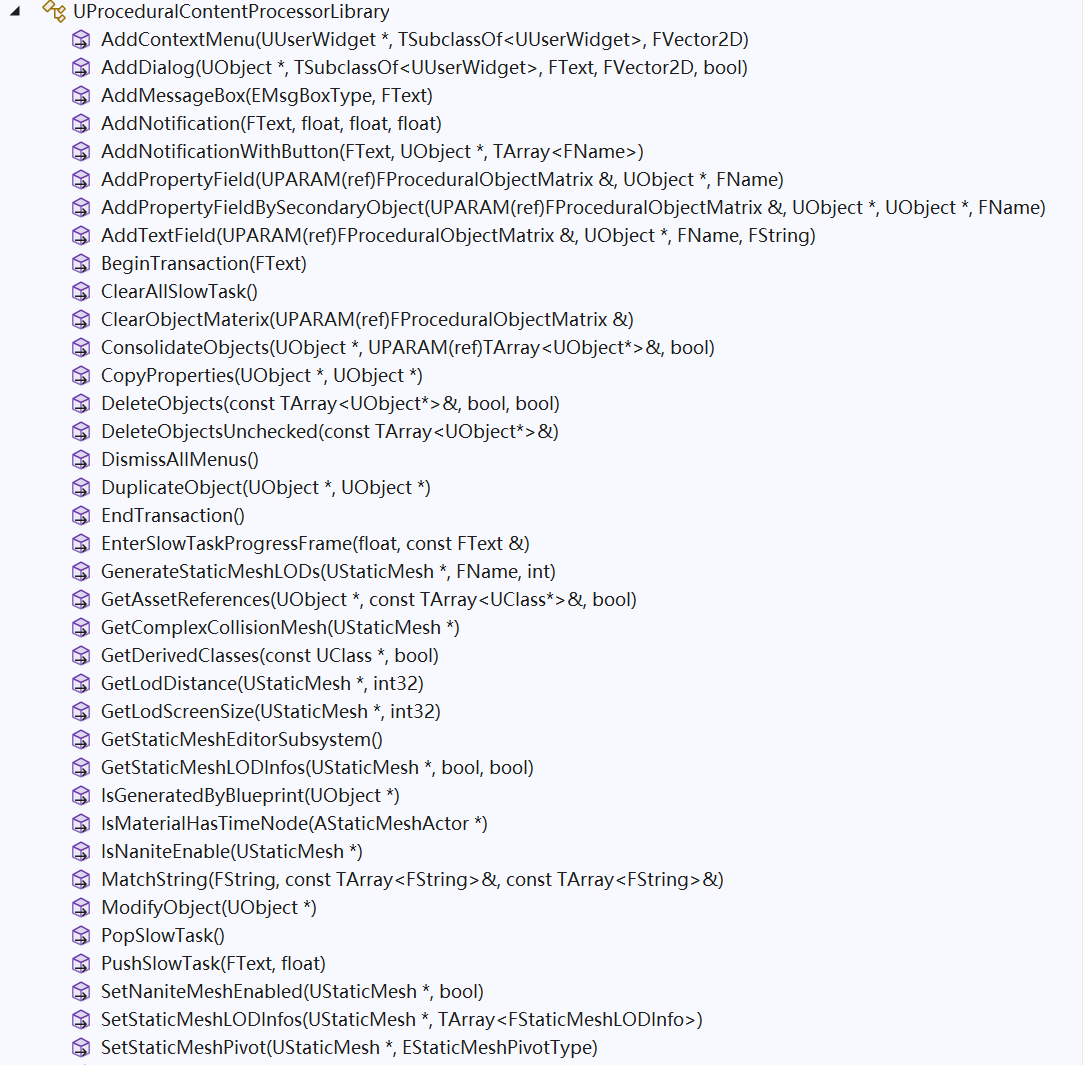 UProceduralContentProcessorLibrary
AddContextMenu(UUserWidget *, TSubclassOf<UUserWidget>, FVector2D)
AddDialog(UObject *, TSubclassOf<UUserWidget>, FText, FVector2D, bool)
AddMessageBox(EMsgBoxType, FText)
AddNotification(FText, float, float, float)
AddNotificationWithButton(FText, UObject *, TArray<FName>)
AddPropertyField(UPARAM(ref)FProceduralObjectMatrix &, UObject *, FName)
AddPropertyFieldBySecondaryObject(UPARAM(ref)FProceduralObjectMatrix &, UObject *, UObject *, FName)
AddTextField(UPARAM(ref)FProceduralObjectMatrix &, UObject *, FName, FString)
BeginTransaction(FText)
ClearAllSlowTask()
ClearObjectMaterix(UPARAM(ref)FProceduralObjectMatrix &)
ConsolidateObjects(UObject *, UPARAM(ref)TArray<UObject*>&, bool)
CopyProperties(UObject *, UObject *)
DeleteObjects(const TArray<UObject*>&, bool, bool)
DeleteObjectsUnchecked(const TArray<UObject*>&)
DismissAllMenus()
DuplicateObject(UObject *, UObject *)
EndTransaction()
EnterSlowTaskProgressFrame(float, const FText &)
GenerateStaticMeshLODs(UStaticMesh *, FName, int)
GetAssetReferences(UObject *, const TArray<UClass*>&, bool)
GetComplexCollisionMesh(UStaticMesh *)
GetDerivedClasses(const UClass *, bool)
GetLodDistance(UStaticMesh *, int32)
GetLodScreenSize(UStaticMesh *, int32)
GetStaticMeshEditorSubsystem()
GetStaticMeshLODInfos(UStaticMesh *, bool, bool)
IsGeneratedByBlueprint(UObject *)
IsMaterialHasTimeNode(AStaticMeshActor *)
IsNaniteEnable(UStaticMesh *)
MatchString(FString, const TArray<FString>&, const TArray<FString>&)
ModifyObject(UObject *)
PopSlowTask()
PushSlowTask(FText, float)
SetNaniteMeshEnabled(UStaticMesh *, bool)
SetStaticMeshLODInfos(UStaticMesh *, TArray<FStaticMeshLODInfo>)
SetStaticMeshPivot(UStaticMesh *, EStaticMeshPivotType)